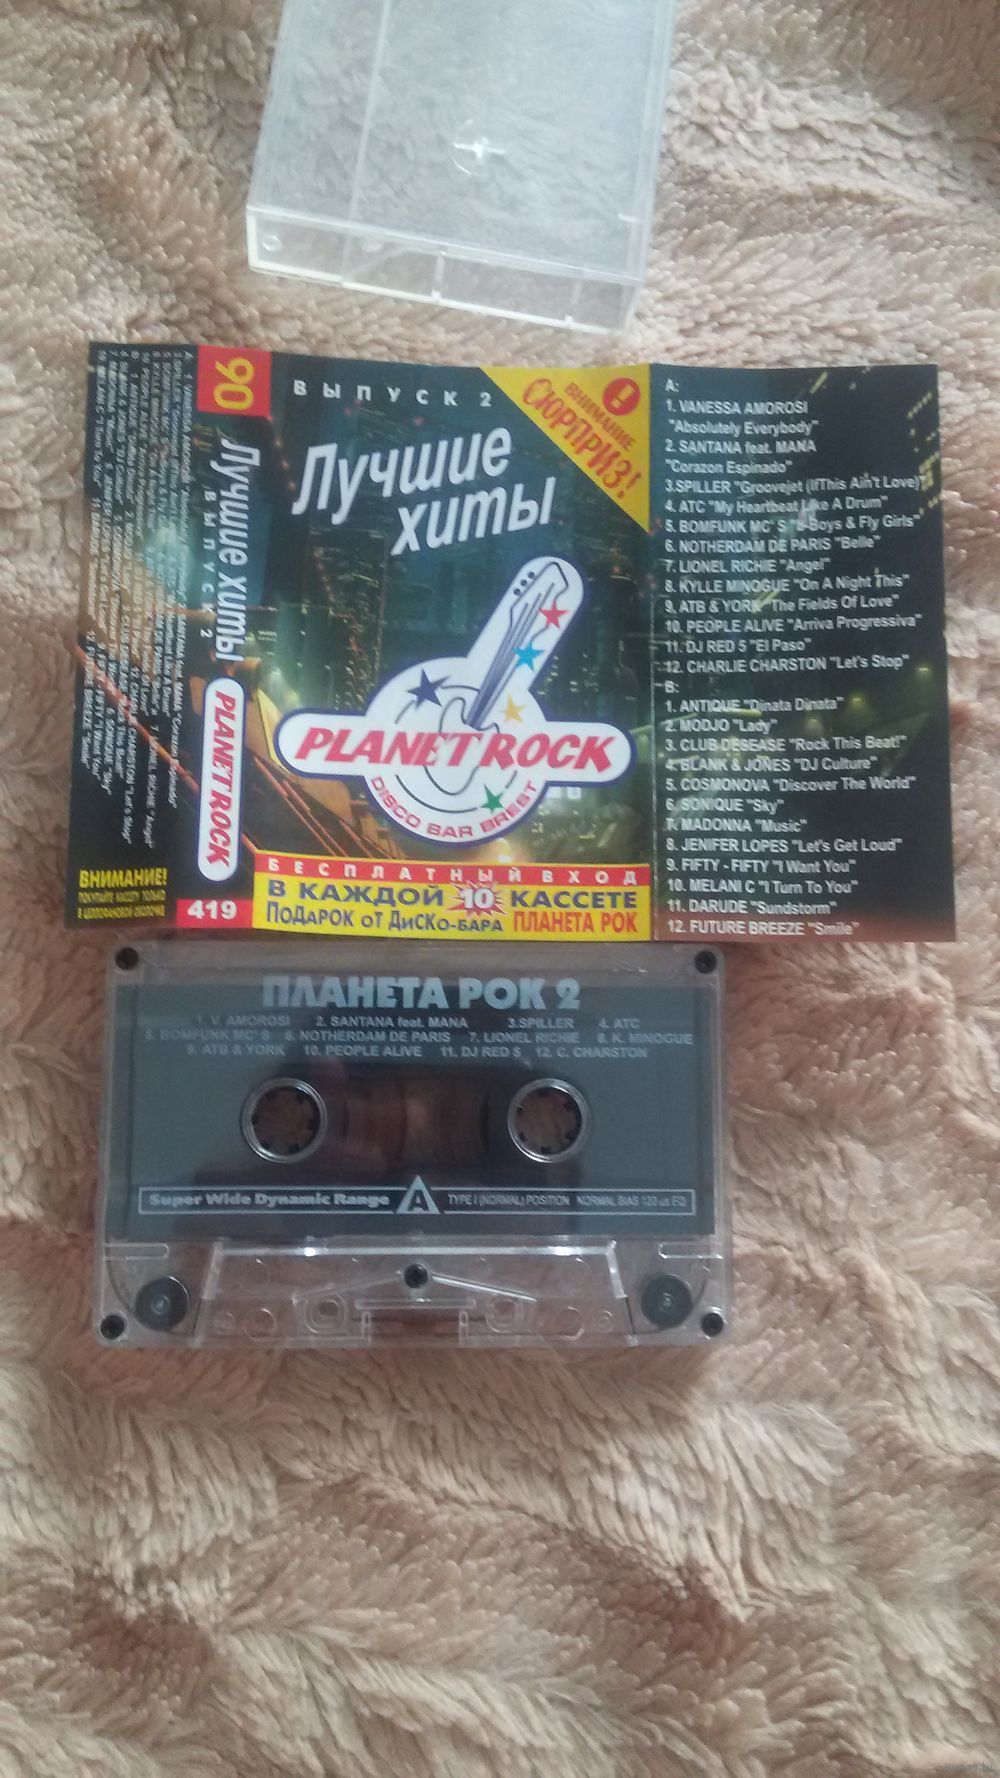 90
Лучшие хиты
ВЫПУСК 2
PLANET ROCK
ВНИМАНИЕ!
ПОКУПАЙТЕ КАССЕТУ ТОЛЬКО
В ЦЕЛЛОФАНОВОЙ ОБОЛОЧКЕ
419
ВЫПУСК 2
Лучшие
хиты
!
ВНИМАНИЕ
СЮРПРИЗ!
PLANET ROCK
DISCO BAR BREST
БЕСПЛАТНЫЙ ВХОД
В КАЖДОЙ 10 КАССЕТЕ
ПОДАРОК ОТ ДИСКО-БАРА ПЛАНЕТА РОК
A:
1. VANESSA AMOROSI
"Absolutely Everybody"
2. SANTANA feat. MANA
"Corazon Espinado"
3.SPILLER "Groovejet (IfThis Ain't Love)"
4. ATC "My Heartbeat Like A Drum"
5. BOMFUNK MC' S "B-Boys & Fly Girls"
6. NOTHERDAM DE PARIS "Belle"
7. LIONEL RICHIE "Angel"
8. KYLLE MINOGUE "On A Night This"
9. ATB & YORK "The Fields Of Love"
10. PEOPLE ALIVE "Arriva Progressiva"
11. DJ RED 5 "El Paso"
12. CHARLIE CHARSTON "Let's Stop"
B:
1. ANTIQUE "Dinata Dinata"
2. MODJO "Lady"
3. CLUB DESEASE "Rock This Beat!"
4. BLANK & JONES "DJ Culture"
5. COSMONOVA "Discover The World"
6. SONIQUE "Sky"
7. MADONNA "Music"
8. JENIFER LOPES "Let's Get Loud"
9. FIFTY - FIFTY "I Want You"
10. MELANI C "I Turn To You"
11. DARUDE "Sundstorm"
12. FUTURE BREEZE "Smile"
ПЛАНЕТА РОК 2
1. V. AMOROSI 2. SANTANA feat. MANA 3.SPILLER 4. ATC
5. BOMFUNK MC' S 6. NOTHERDAM DE PARIS 7. LIONEL RICHIE 8. K. MINOGUE
9. ATB & YORK 10. PEOPLE ALIVE 11. DJ RED 5 12. C. CHARSTON
Super Wide Dynamic Range A TYPE I (NORMAL) POSITION NORMAL BIAS 120 us EQ